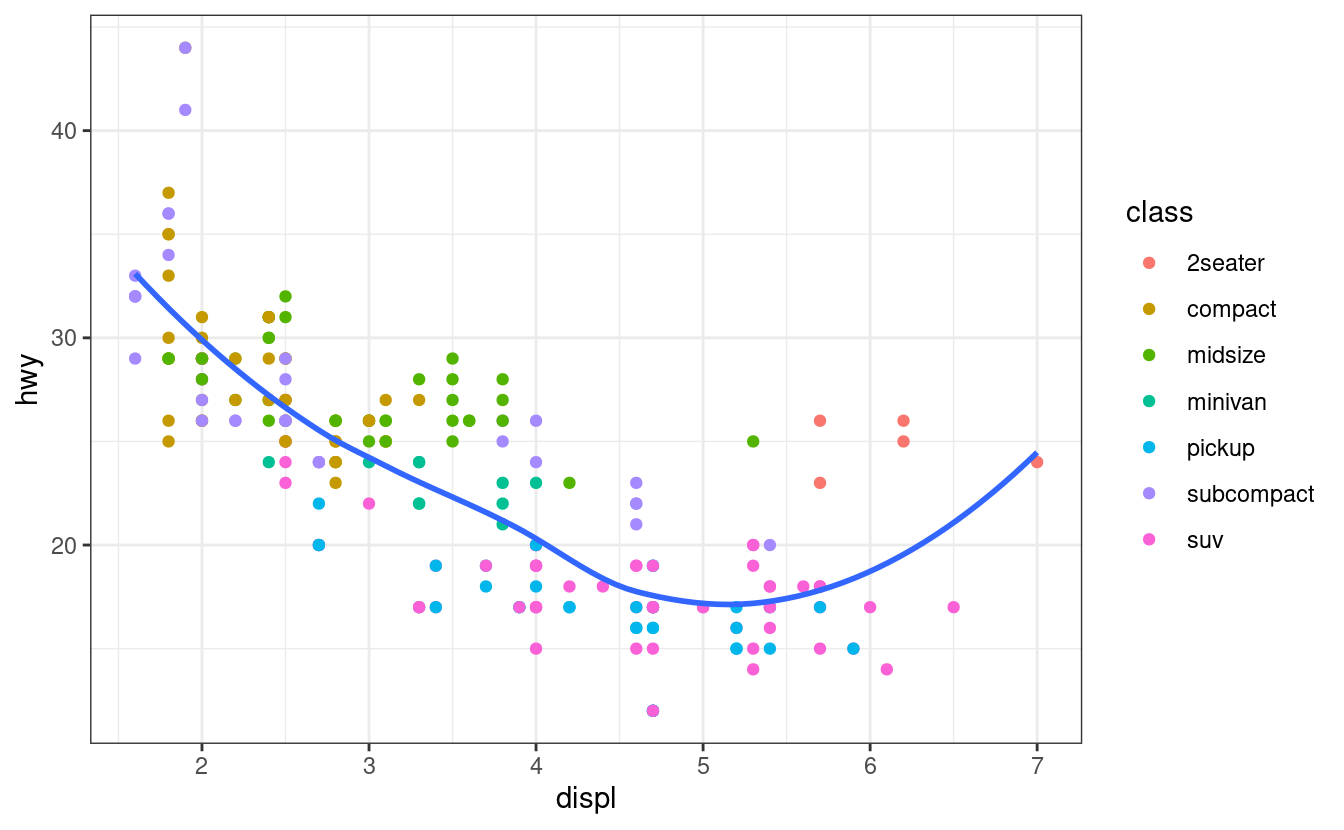 hwy
40
30
20
2 3 4 5 6 7
displ
class
2seater
compact
midsize
minivan
pickup
subcompact
suv